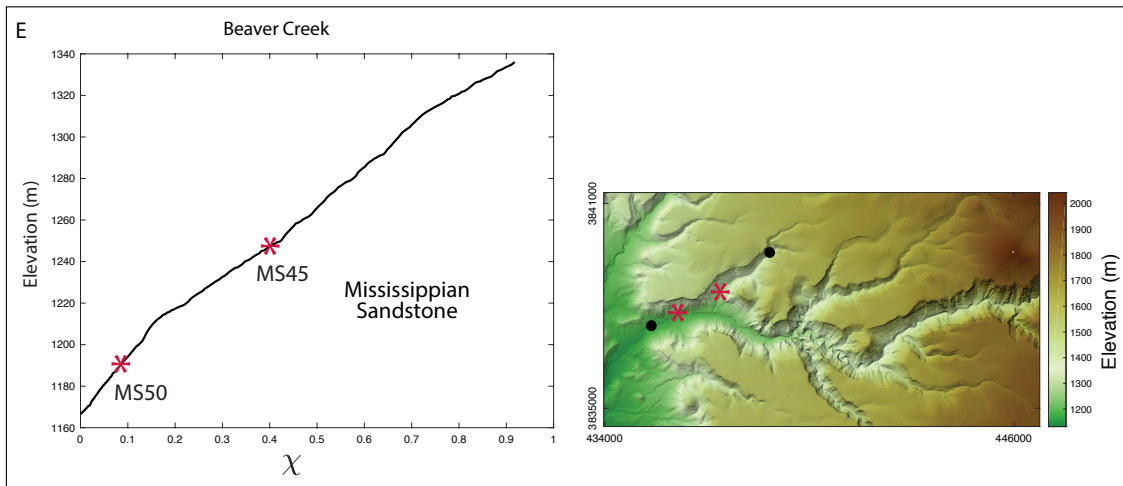 E
Beaver Creek
Elevation (m)
1340
1320
1300
1280
1260
1240
1220
1200
1180
1160
MS45
MS50
Mississippian
Sandstone
0 0.1 0.2 0.3 0.4 0.5 0.6 0.7 0.8 0.9 1
χ
3841000
3835000
434000 446000
2000
1900
1800
1700
1600
1500
1400
1300
1200
Elevation (m)